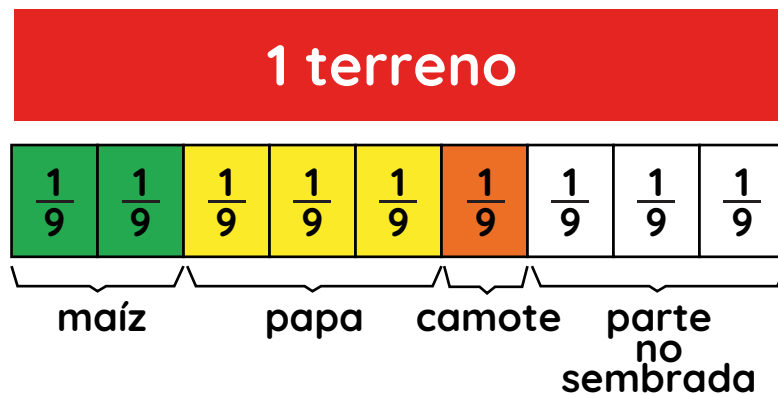 1 terreno
1/9 1/9 1/9 1/9 1/9 1/9 1/9 1/9 1/9
maíz papa camote parte
no
sembrada